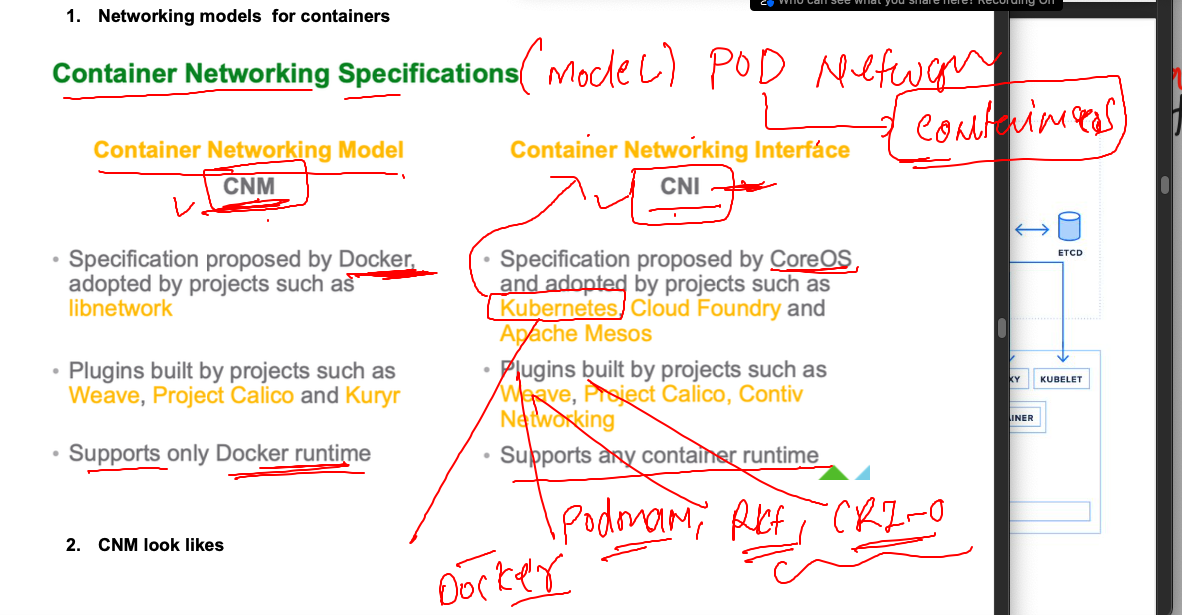 Who can see what you share here? Recording On
1. Networking models for containers
Container Networking Specifications (Model) POD Network
containers
Container Networking Model
CNM
• Specification proposed by Docker,
adopted by projects such as
libnetwork
• Plugins built by projects such as
Weave, Project Calico and Kuryr
• Supports only Docker runtime
Container Networking Interface
CNI
• Specification proposed by CoreOS,
and adopted by projects such as
Kubernetes, Cloud Foundry and
Apache Mesos
• Plugins built by projects such as
Weave, Project Calico, Contiv
Networking
• Supports any container runtime
Podman, RKt, CRI-O
Docker
2. CNM look likes
ETCD
XY
KUBELET
INER